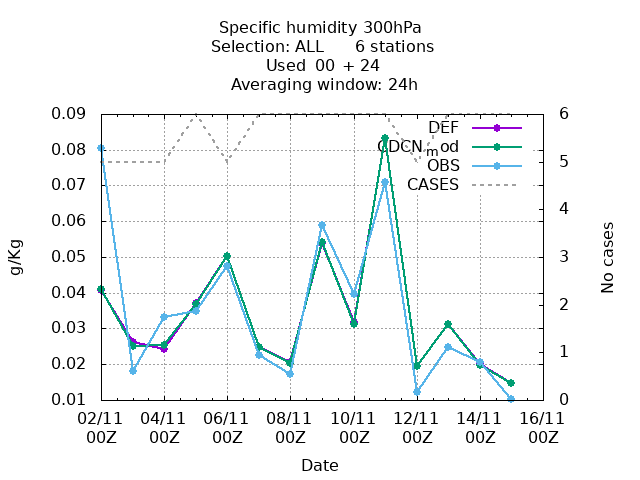 Specific humidity 300hPa
Selection: ALL 6 stations
Used 00 + 24
Averaging window: 24h
0.09
0.08
0.07
0.06
0.05
0.04
0.03
0.02
0.01
g/Kg
6
5
4
3
2
1
0
No cases
DEF
CDCNmod
OBS
CASES
02/11 04/11 06/11 08/11 10/11 12/11 14/11 16/11
00Z 00Z 00Z 00Z 00Z 00Z 00Z 00Z
Date